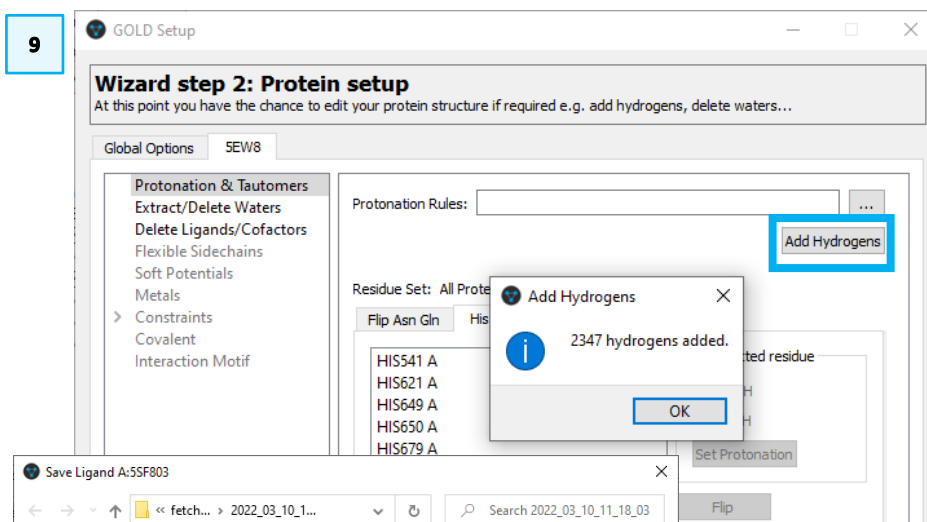 9
GOLD Setup
Wizard step 2: Protein setup
At this point you have the chance to edit your protein structure if required e.g. add hydrogens, delete waters...
Global Options
5EW8
Protonation & Tautomers
Extract/Delete Waters
Delete Ligands/Cofactors
Flexible Sidechains
Soft Potentials
Metals
Constraints
Covalent
Interaction Motif
Protonation Rules:
...
Add Hydrogens
Residue Set: All Prote
Flip Asn Gln
His
HIS541 A
HIS621 A
HIS649 A
HIS650 A
HIS679 A
Add Hydrogens
2347 hydrogens added.
OK
ted residue
H
H
Set Protonation
Flip
Save Ligand A:5SF803
« fetch... › 2022_03_10_1...
Search 2022_03_10_11_18_03